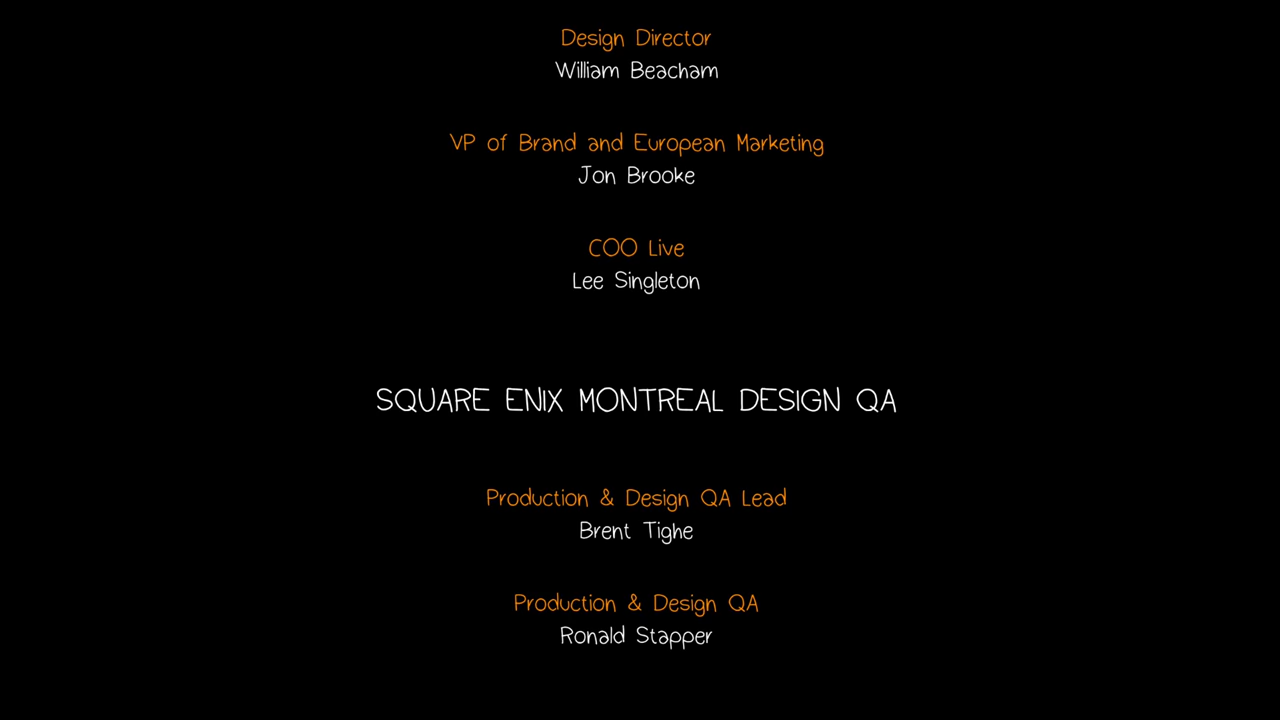 Design Director
William Beacham
VP of Brand and European Marketing
Jon Brooke
COO Live
Lee Singleton
SQUARE ENIX MONTREAL DESIGN QA
Production & Design QA Lead
Brent Tighe
Production & Design QA
Ronald Stapper